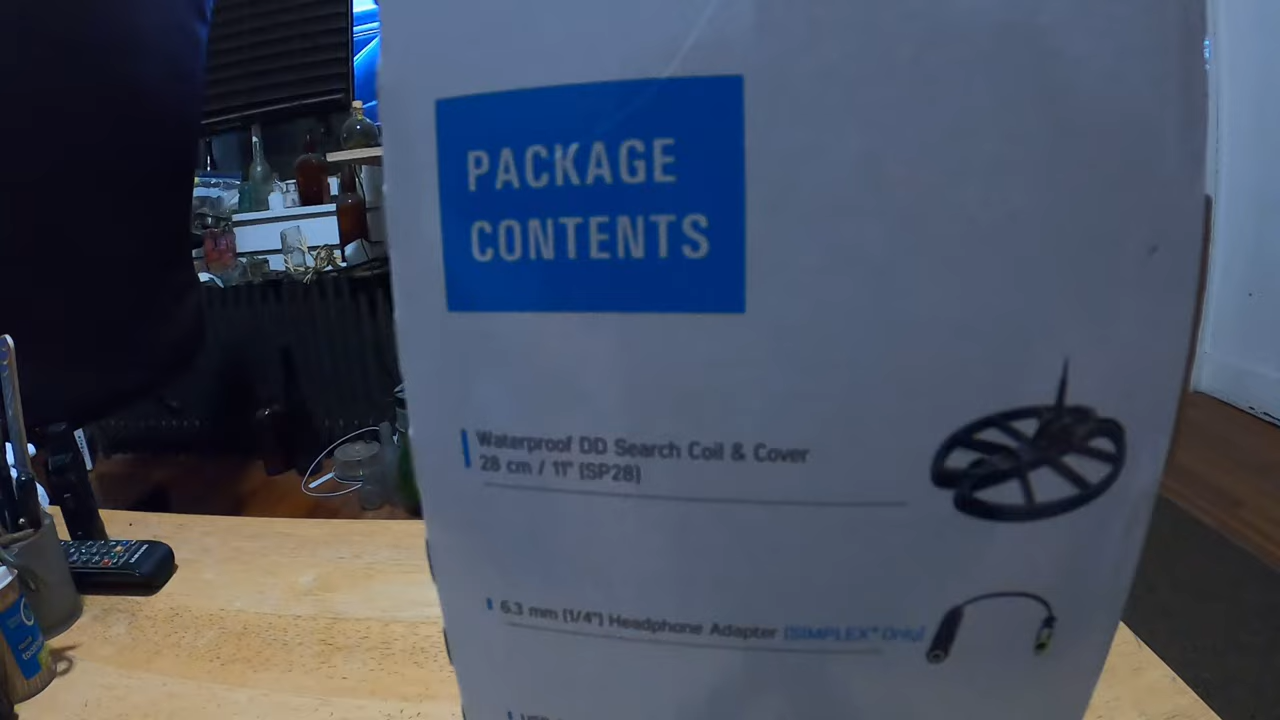 PACKAGE
CONTENTS
Waterproof DD Search Coil & Cover
28 cm / 11" (SP28)
6.3 mm (1/4") Headphone Adapter (SIMPLEX+ Only)
SAMSUNG